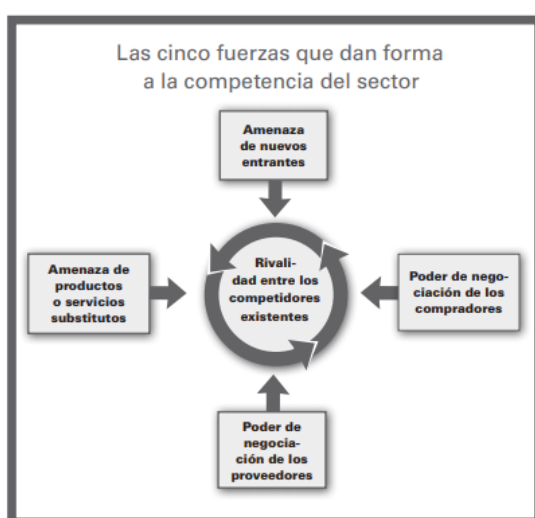 Las cinco fuerzas que dan forma
a la competencia del sector
Amenaza
de nuevos
entrantes
Amenaza de
productos
o servicios
substitutos
Rivali-
dad entre los
competidores
existentes
Poder de nego-
ciación de los
compradores
Poder de
negocia-
ción de los
proveedores